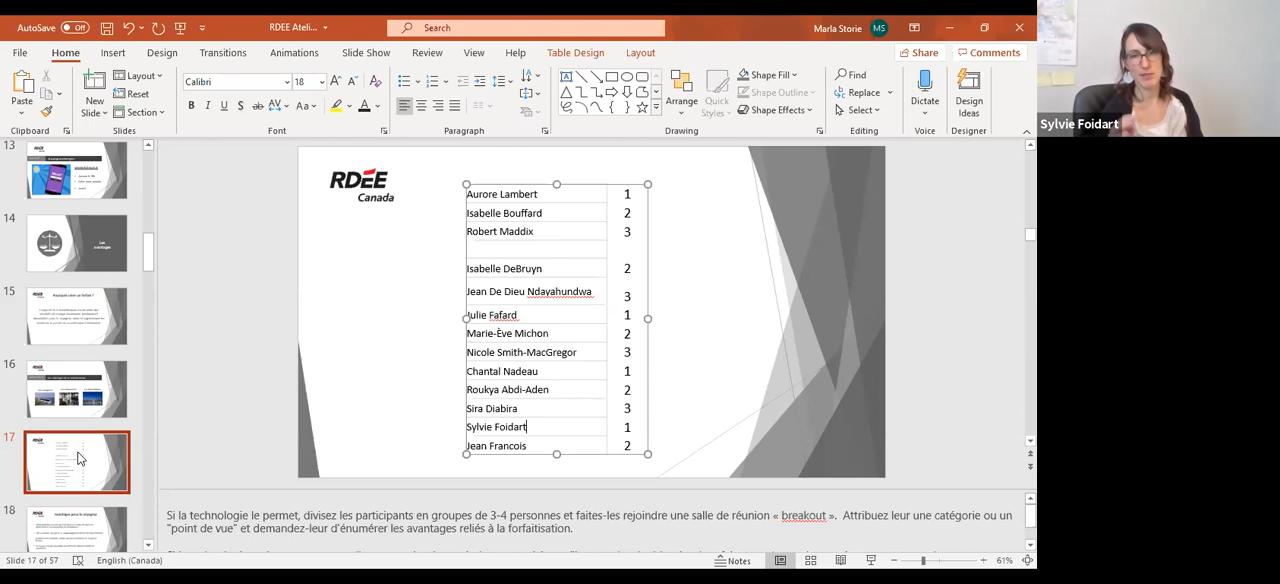 AutoSave Off RDEE Ateli... Search Marla Storie MS
File Home Insert Design Transitions Animations Slide Show Review View Help Table Design Layout Share Comments
Paste New Slide Layout Reset Section Calibri 18 Arrange Quick Styles Shape Fill Shape Outline Shape Effects Find Replace Select Dictate Design Ideas
Clipboard Slides Font Paragraph Drawing Editing Voice Designer
Sylvie Foidart
13
14
Les avantages
15
16
17
18
RDÉE
Canada
Aurore Lambert 1
Isabelle Bouffard 2
Robert Maddix 3
Isabelle DeBruyn 2
Jean De Dieu Ndayahundwa 3
Julie Fafard 1
Marie-Ève Michon 2
Nicole Smith-MacGregor 3
Chantal Nadeau 1
Roukya Abdi-Aden 2
Sira Diabira 3
Sylvie Foidart 1
Jean Francois 2
Si la technologie le permet, divisez les participants en groupes de 3-4 personnes et faites-les rejoindre une salle de réunion « breakout ». Attribuez leur une catégorie ou un
"point de vue" et demandez-leur d'énumérer les avantages reliés à la forfaitisation.
Slide 17 of 57 English (Canada) Notes 61%